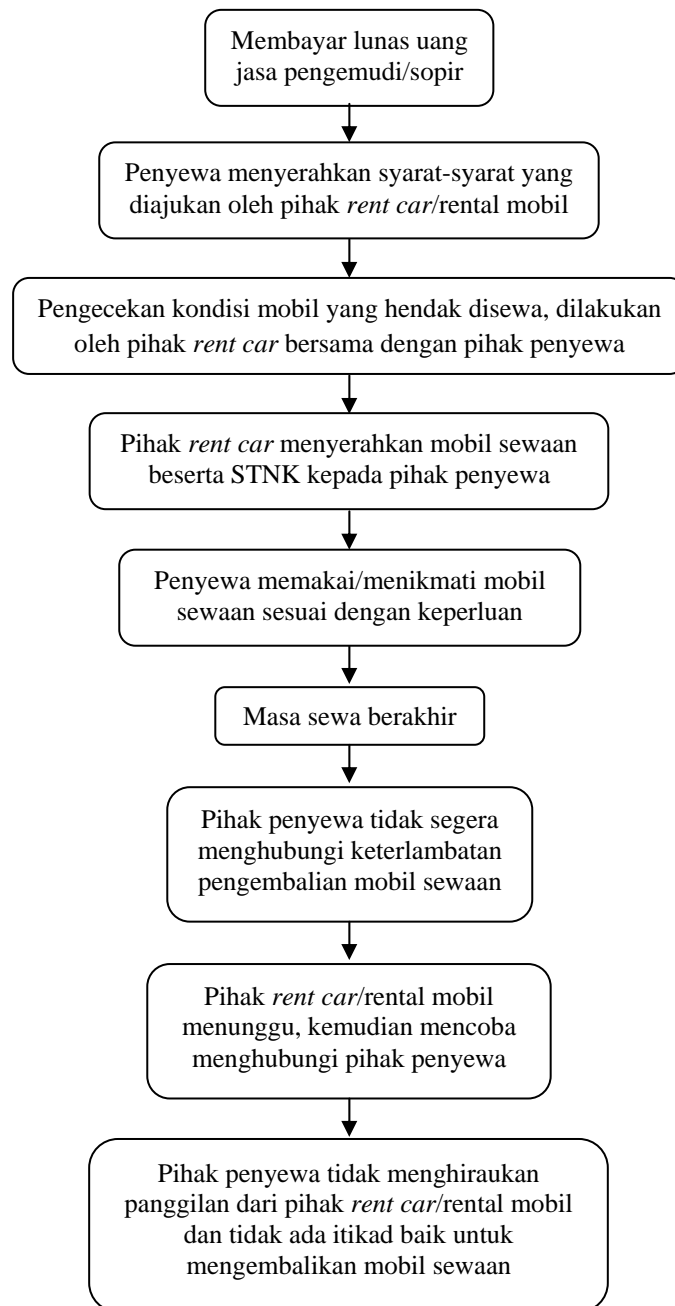 Membayar lunas uang
jasa pengemudi/sopir
Penyewa menyerahkan syarat-syarat yang
diajukan oleh pihak rent car/rental mobil
Pengecekan kondisi mobil yang hendak disewa, dilakukan
oleh pihak rent car bersama dengan pihak penyewa
Pihak rent car menyerahkan mobil sewaan
beserta STNK kepada pihak penyewa
Penyewa memakai/menikmati mobil
sewaan sesuai dengan keperluan
Masa sewa berakhir
Pihak penyewa tidak segera
menghubungi keterlambatan
pengembalian mobil sewaan
Pihak rent car/rental mobil
menunggu, kemudian mencoba
menghubungi pihak penyewa
Pihak penyewa tidak menghiraukan
panggilan dari pihak rent car/rental mobil
dan tidak ada itikad baik untuk
mengembalikan mobil sewaan